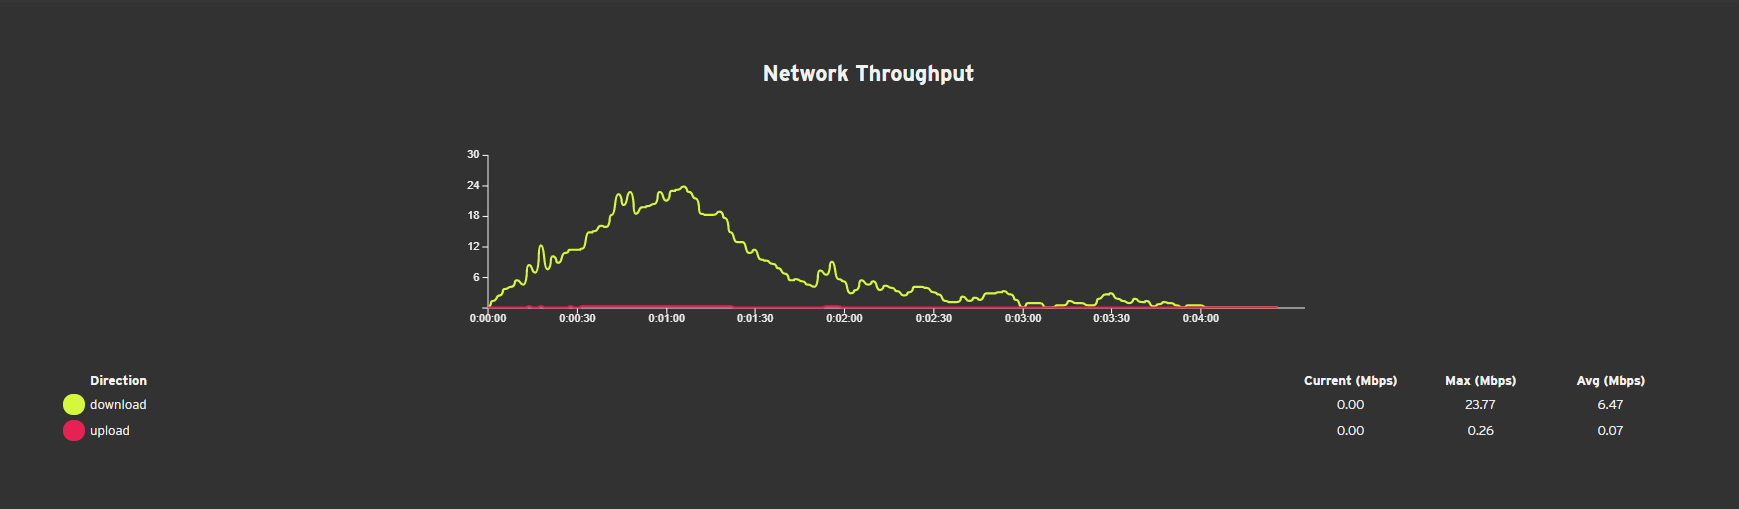 Network Throughput
30
24
18
12
6
0:00:00 0:00:30 0:01:00 0:01:30 0:02:00 0:02:30 0:03:00 0:03:30 0:04:00
Direction Current (Mbps) Max (Mbps) Avg (Mbps)
download 0.00 23.77 6.47
upload 0.00 0.26 0.07